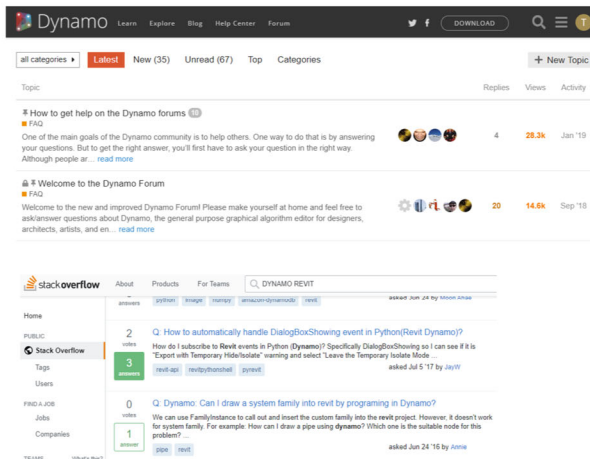 Dynamo Learn Explore Blog Help Center Forum DOWNLOAD T
all categories Latest New (35) Unread (67) Top Categories + New Topic
Topic Replies Views Activity
How to get help on the Dynamo forums 10
FAQ
One of the main goals of the Dynamo community is to help others. One way to do that is by answering
your questions. But to get the right answer, you'll first have to ask your question in the right way.
Although people ar… read more
4 28.3k Jan '19
Welcome to the Dynamo Forum
FAQ
Welcome to the new and improved Dynamo Forum! Please make yourself at home and feel free to
ask/answer questions about Dynamo, the general purpose graphical algorithm editor for designers,
architects, artists, and en… read more
20 14.6k Sep '18
stackoverflow About Products For Teams DYNAMO REVIT
answers python image numpy amazon-dynamodb revit asked Jun 24 by Moon Ahaa
Home
PUBLIC
Stack Overflow
Tags
Users
FIND A JOB
Jobs
Companies
TEAMS What's this?
2 votes
3 answers
Q: How to automatically handle DialogBoxShowing event in Python(Revit Dynamo)?
How do I subscribe to Revit events in Python (Dynamo)? Specifically DialogBoxShowing so I can see if it is
"Export with Temporary Hide/Isolate" warning and select "Leave the Temporary Isolate Mode ...
revit-api revitpythonshell pyrevit asked Jul 5 '17 by JayW
0 votes
1 answer
Q: Dynamo: Can I draw a system family into revit by programing in Dynamo?
We can use FamilyInstance to call out and insert the custom family into the revit project. However, it doesn't work
for system family. For example: How can I draw a pipe using dynamo? Which one is the suitable node for this
problem? ...
pipe revit asked Oct 24 '16 by Annie